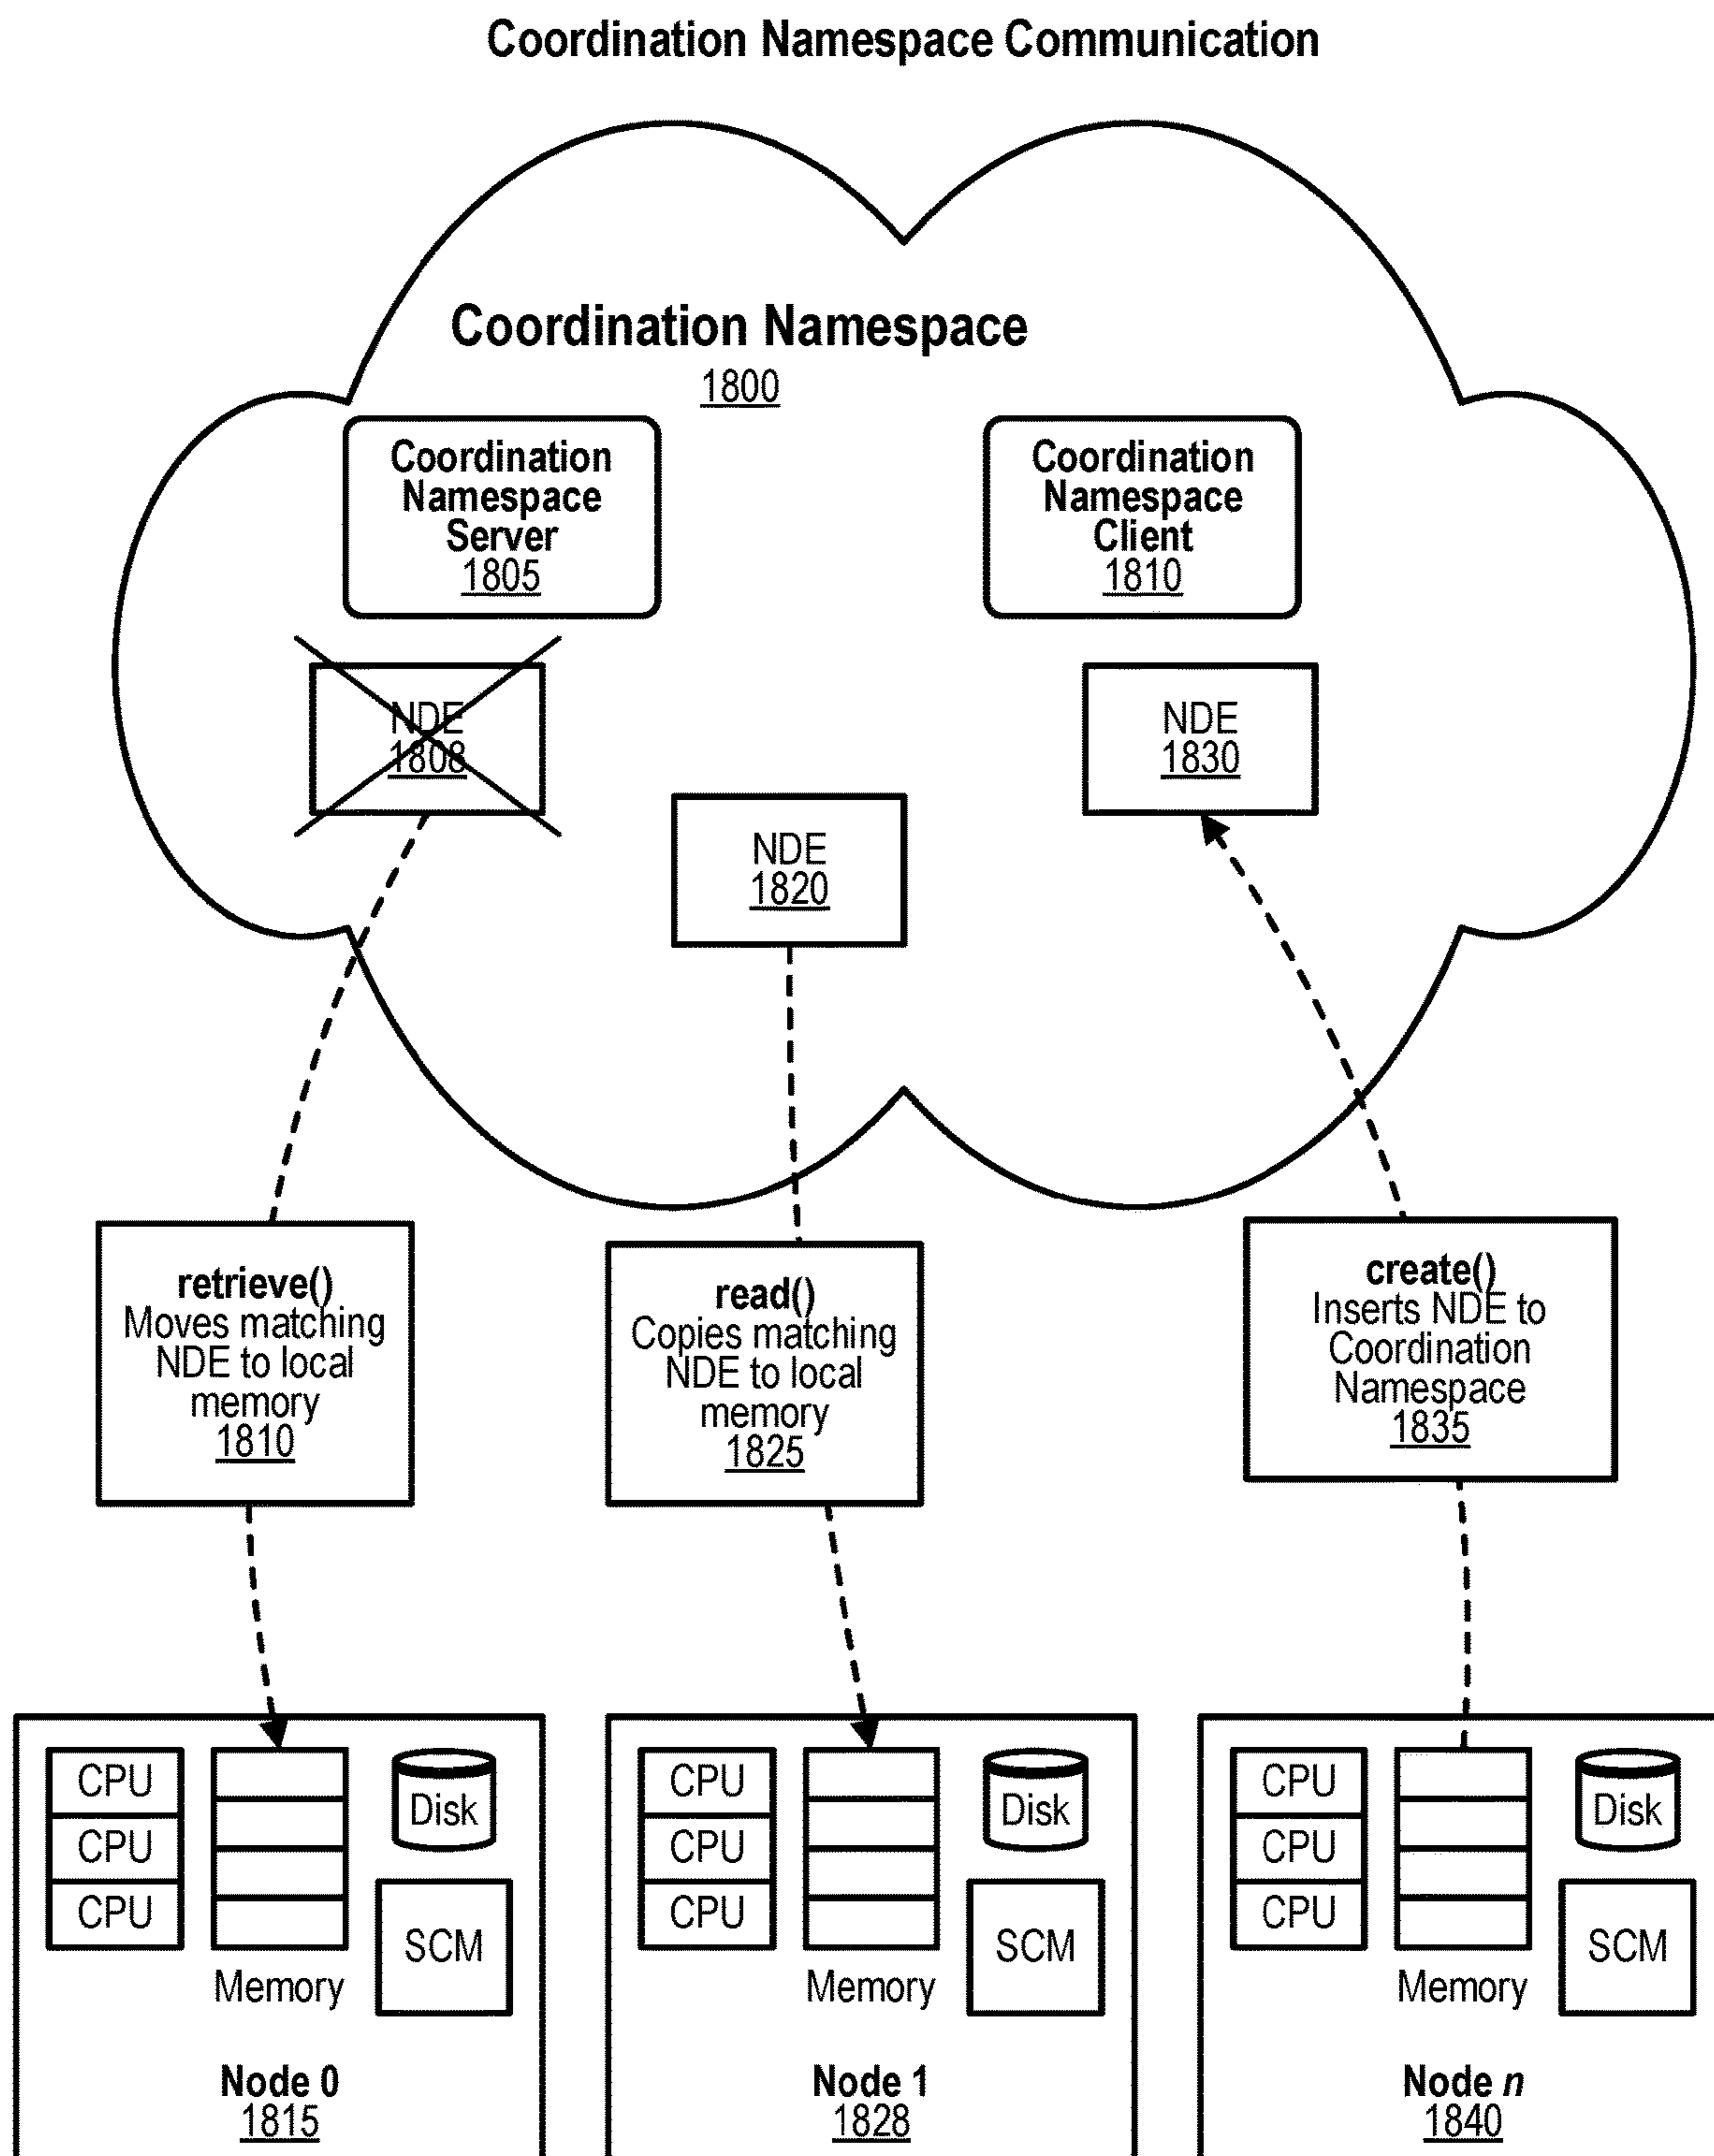 Coordination Namespace Communication
Coordination Namespace
1800
Coordination
Namespace
Server
1805
Coordination
Namespace
Client
1810
NDE
1808
NDE
1830
NDE
1820
retrieve()
Moves matching
NDE to local
memory
1810
read()
Copies matching
NDE to local
memory
1825
create()
Inserts NDE to
Coordination
Namespace
1835
CPU
CPU
CPU
Memory
Disk
SCM
Node 0
1815
CPU
CPU
CPU
Memory
Disk
SCM
Node 1
1828
CPU
CPU
CPU
Memory
Disk
SCM
Node n
1840